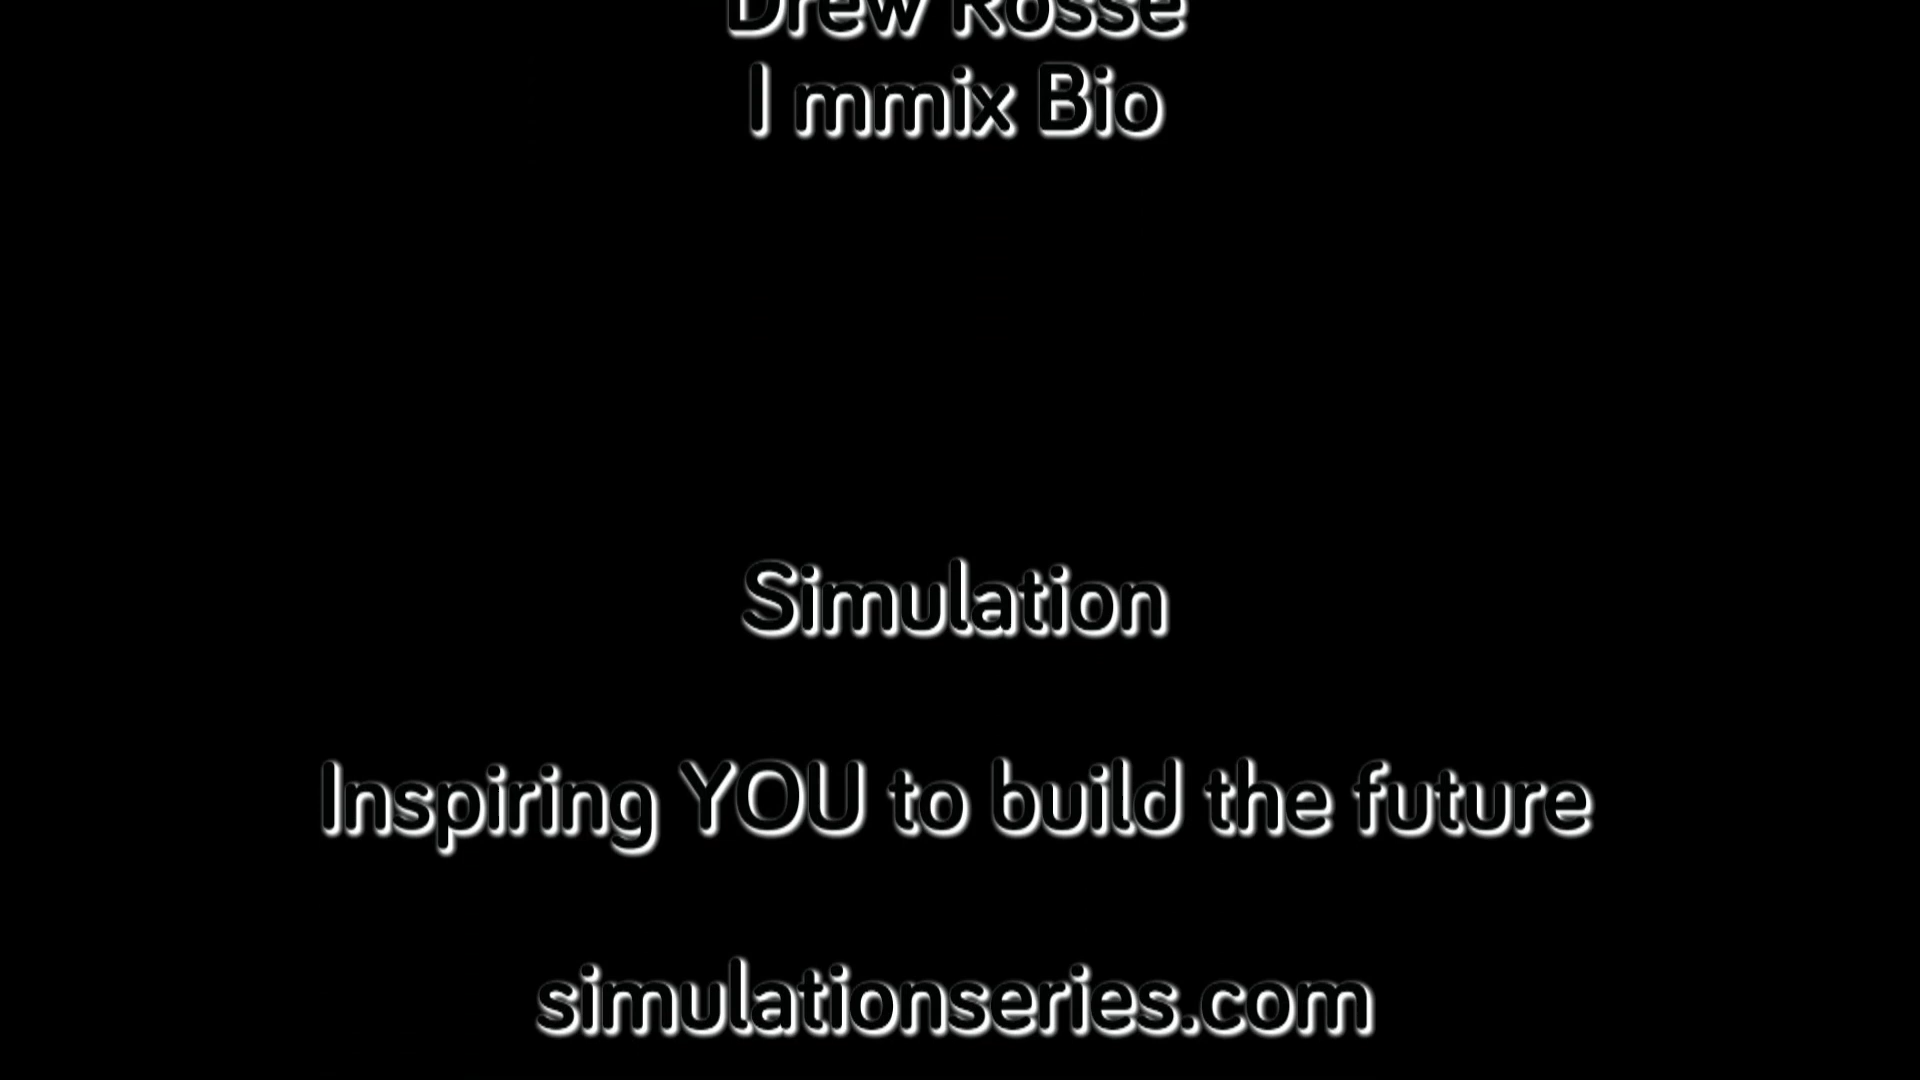 Drew Rosse
I mmix Bio
Simulation
Inspiring YOU to build the future
simulationseries.com